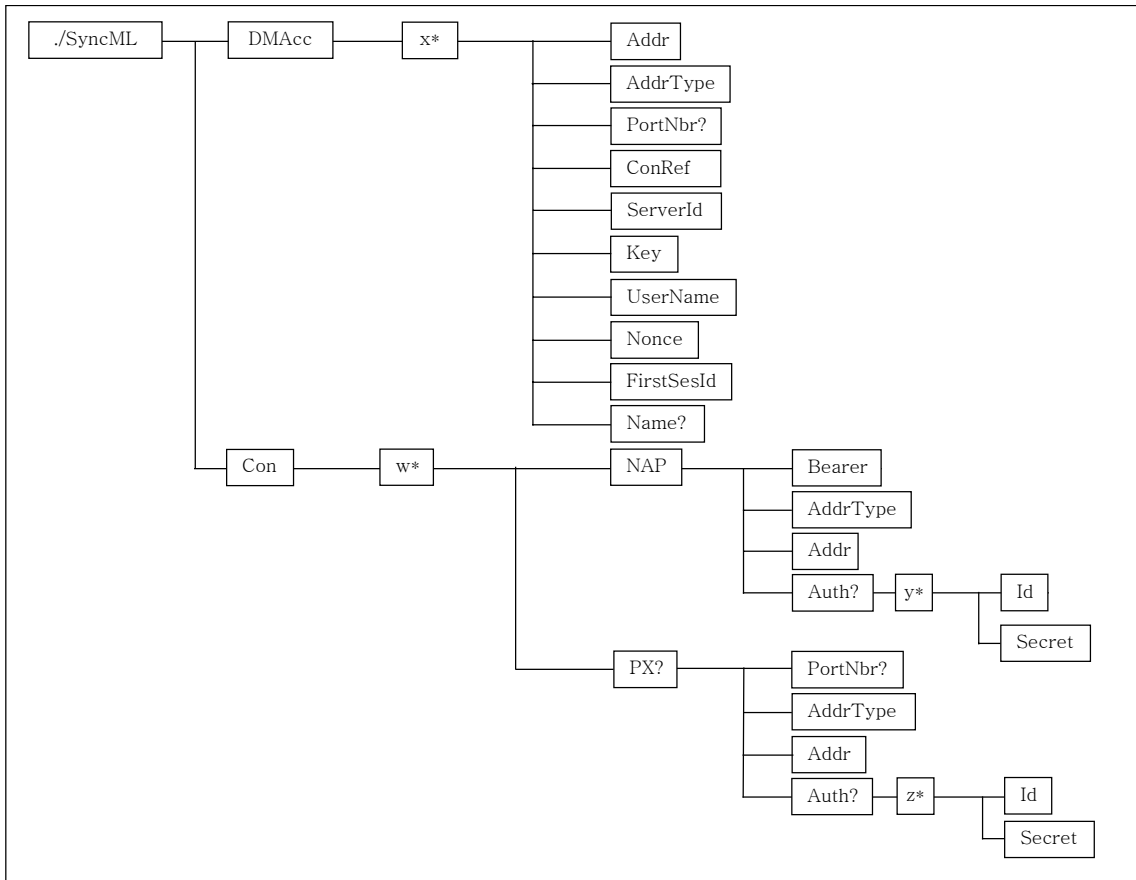 ./SyncML DMAcc x* Addr
AddrType
PortNbr?
ConRef
ServerId
Key
UserName
Nonce
FirstSesId
Name?
Con w* NAP Bearer
AddrType
Addr
Auth? y* Id
Secret
PX? PortNbr?
AddrType
Addr
Auth? z* Id
Secret